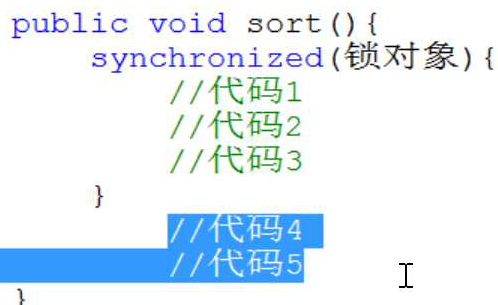 public void sort(){
synchronized(锁对象){
//代码1
//代码2
//代码3
}
//代码4
//代码5
}